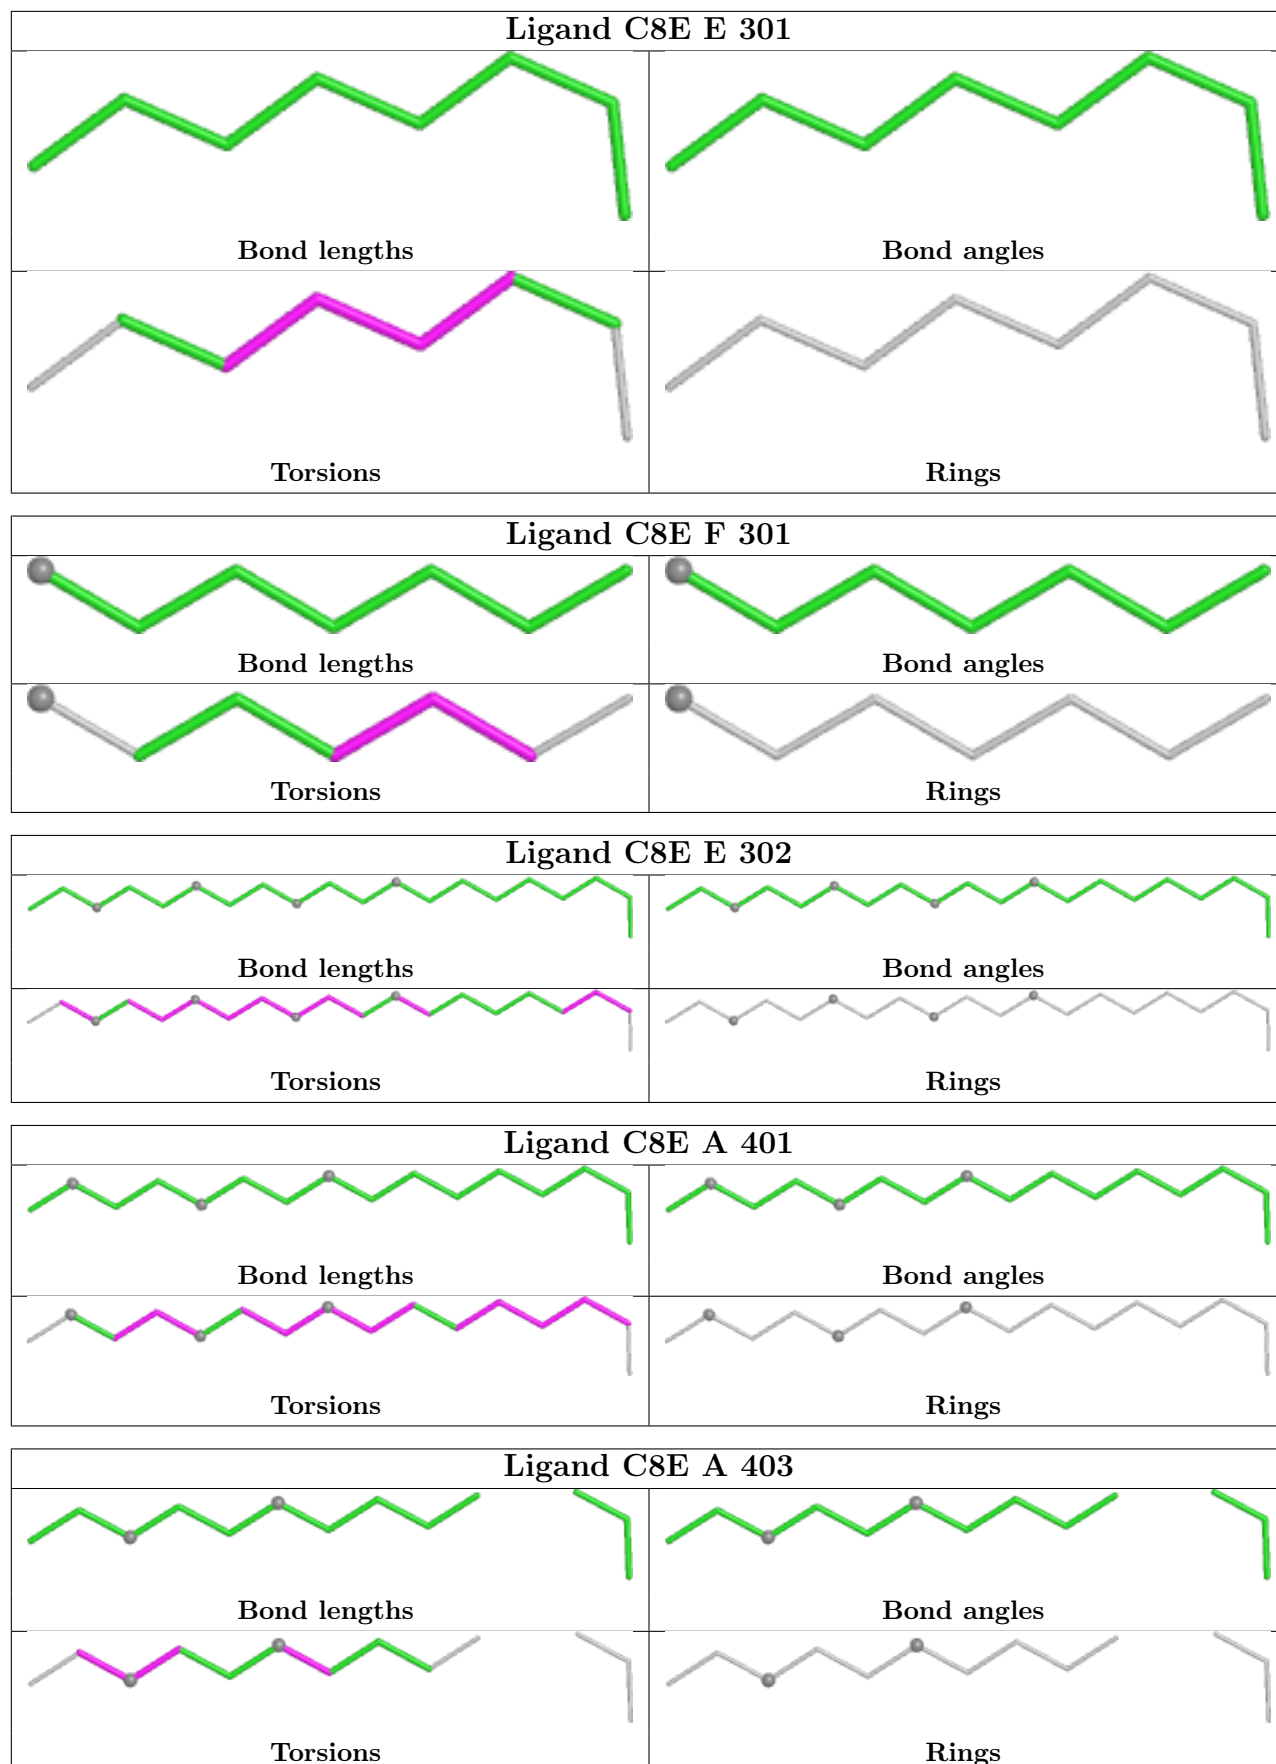 Ligand C8E E 301
Bond lengths
Bond angles
Torsions
Rings
Ligand C8E F 301
Bond lengths
Bond angles
Torsions
Rings
Ligand C8E E 302
Bond lengths
Bond angles
Torsions
Rings
Ligand C8E A 401
Bond lengths
Bond angles
Torsions
Rings
Ligand C8E A 403
Bond lengths
Bond angles
Torsions
Rings